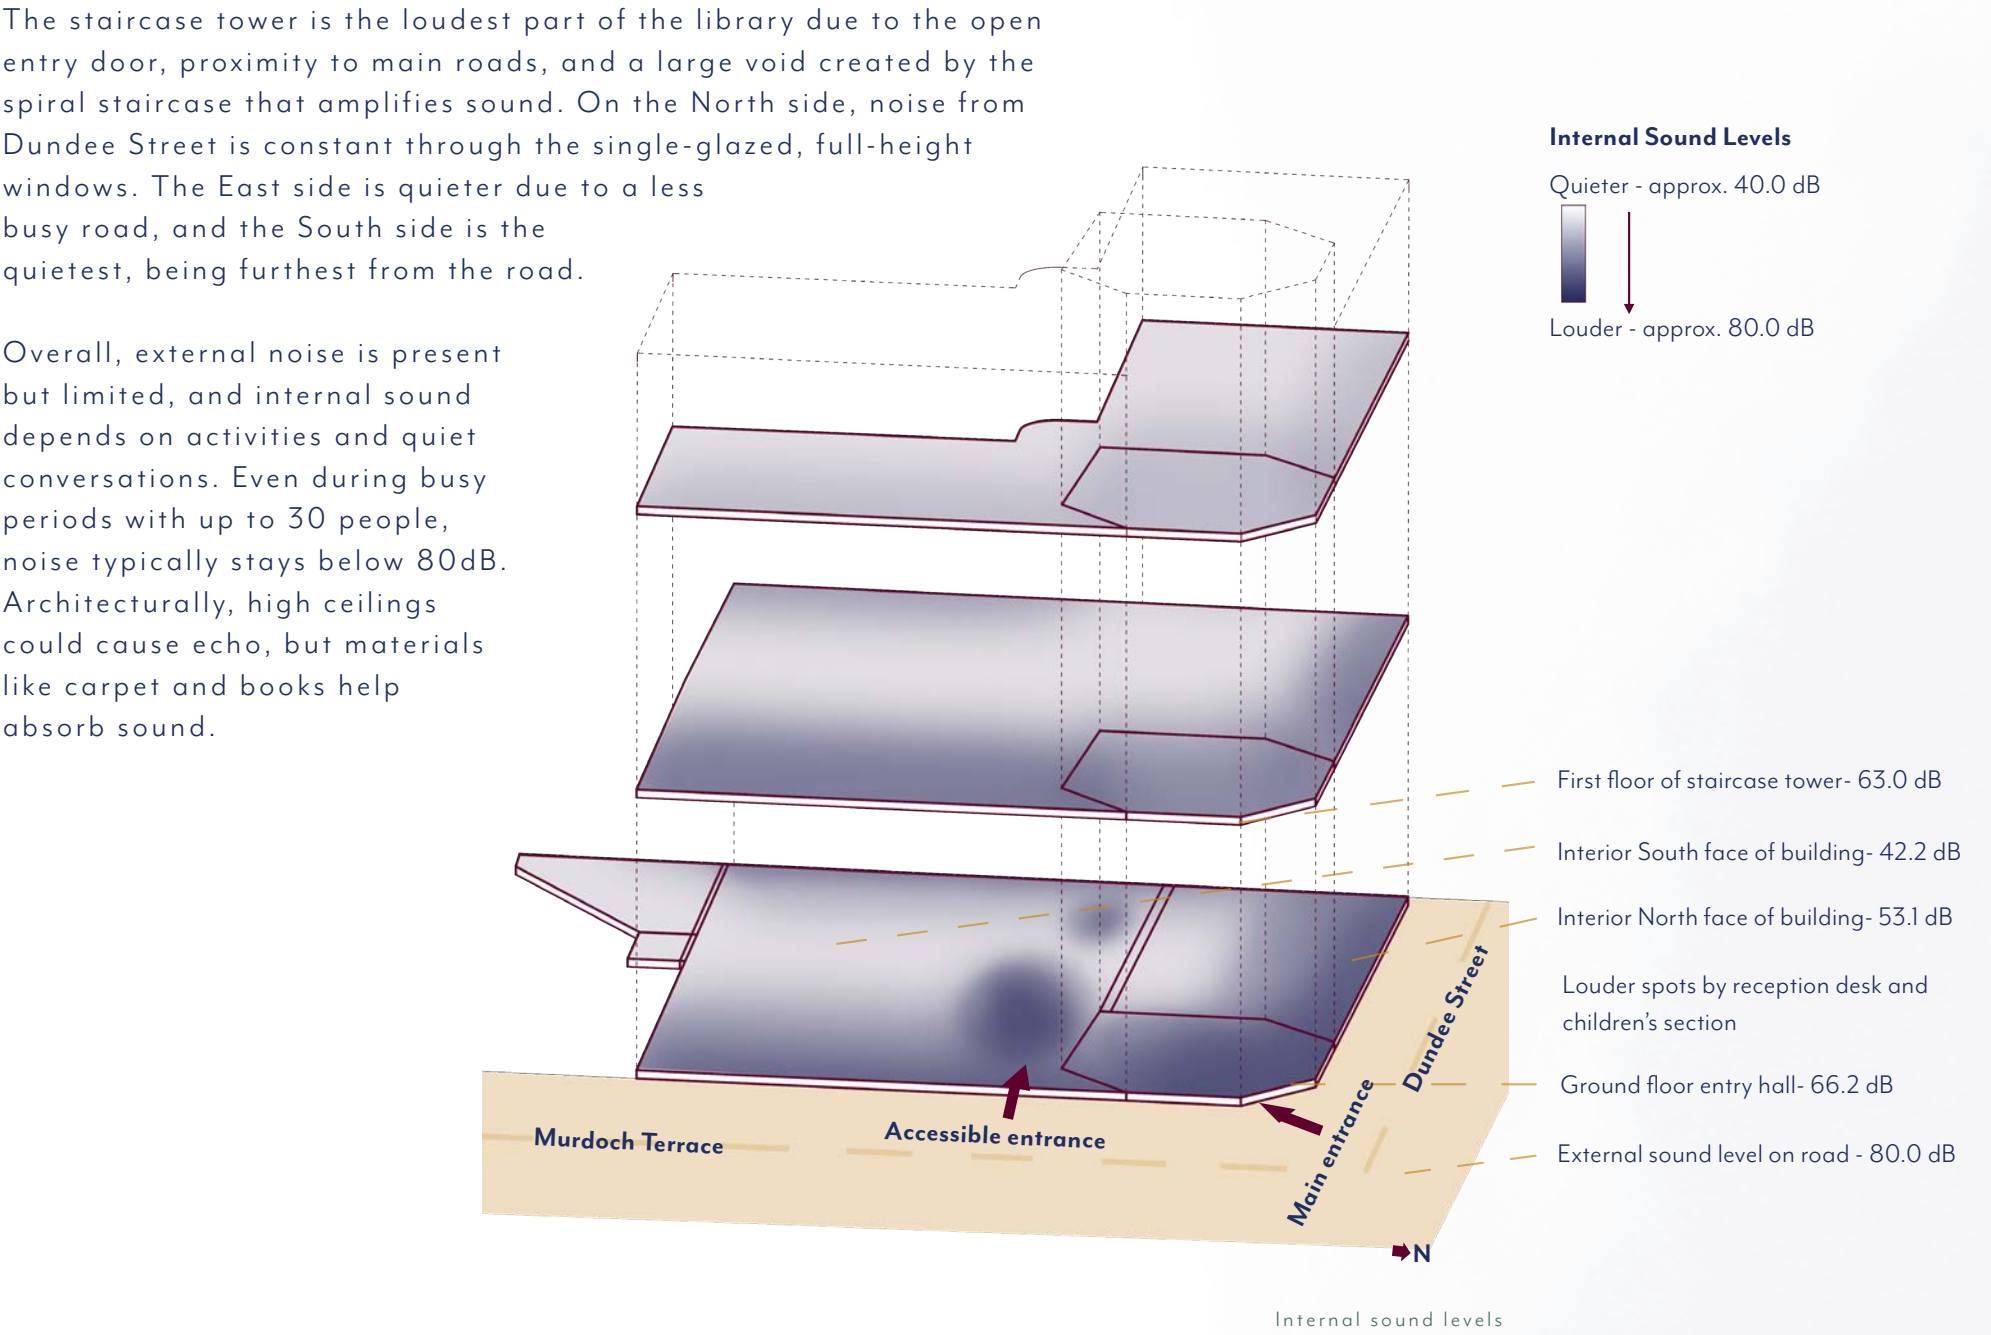 The staircase tower is the loudest part of the library due to the open
entry door, proximity to main roads, and a large void created by the
spiral staircase that amplifies sound. On the North side, noise from
Dundee Street is constant through the single-glazed, full-height
windows. The East side is quieter due to a less
busy road, and the South side is the
quietest, being furthest from the road.
Overall, external noise is present
but limited, and internal sound
depends on activities and quiet
conversations. Even during busy
periods with up to 30 people,
noise typically stays below 80dB.
Architecturally, high ceilings
could cause echo, but materials
like carpet and books help
absorb sound.
Internal Sound Levels
Quieter - approx. 40.0 dB
Louder - approx. 80.0 dB
First floor of staircase tower- 63.0 dB
Interior South face of building- 42.2 dB
Interior North face of building- 53.1 dB
Louder spots by reception desk and
children's section
Ground floor entry hall- 66.2 dB
External sound level on road - 80.0 dB
Dundee Street
Main entrance
Accessible entrance
Murdoch Terrace
N
Internal sound levels